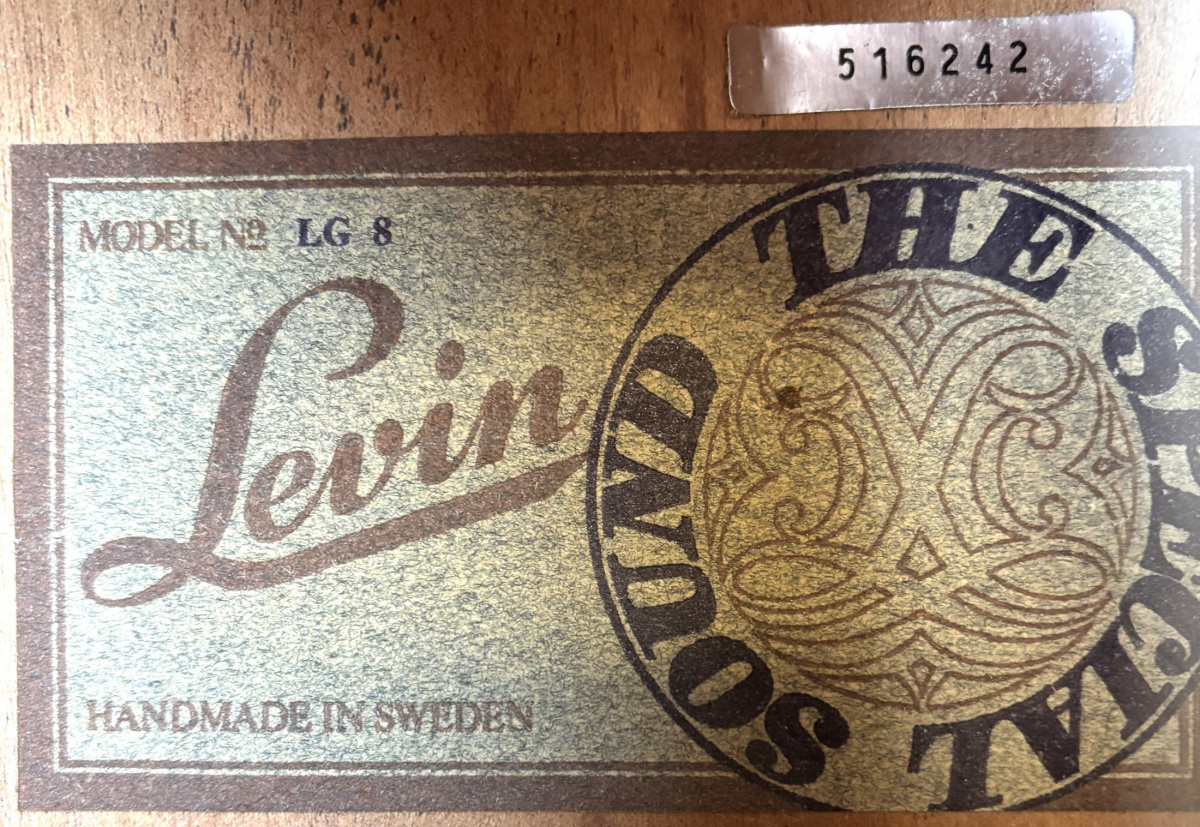 516242
MODEL Nº LG 8
Levin
HANDMADE IN SWEDEN
THE SPECIAL SOUND